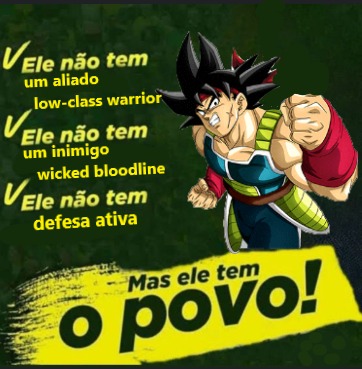 Ele não tem
um aliado
low-class warrior
Ele não tem
um inimigo
wicked bloodline
Ele não tem
defesa ativa
Mas ele tem
o povo!